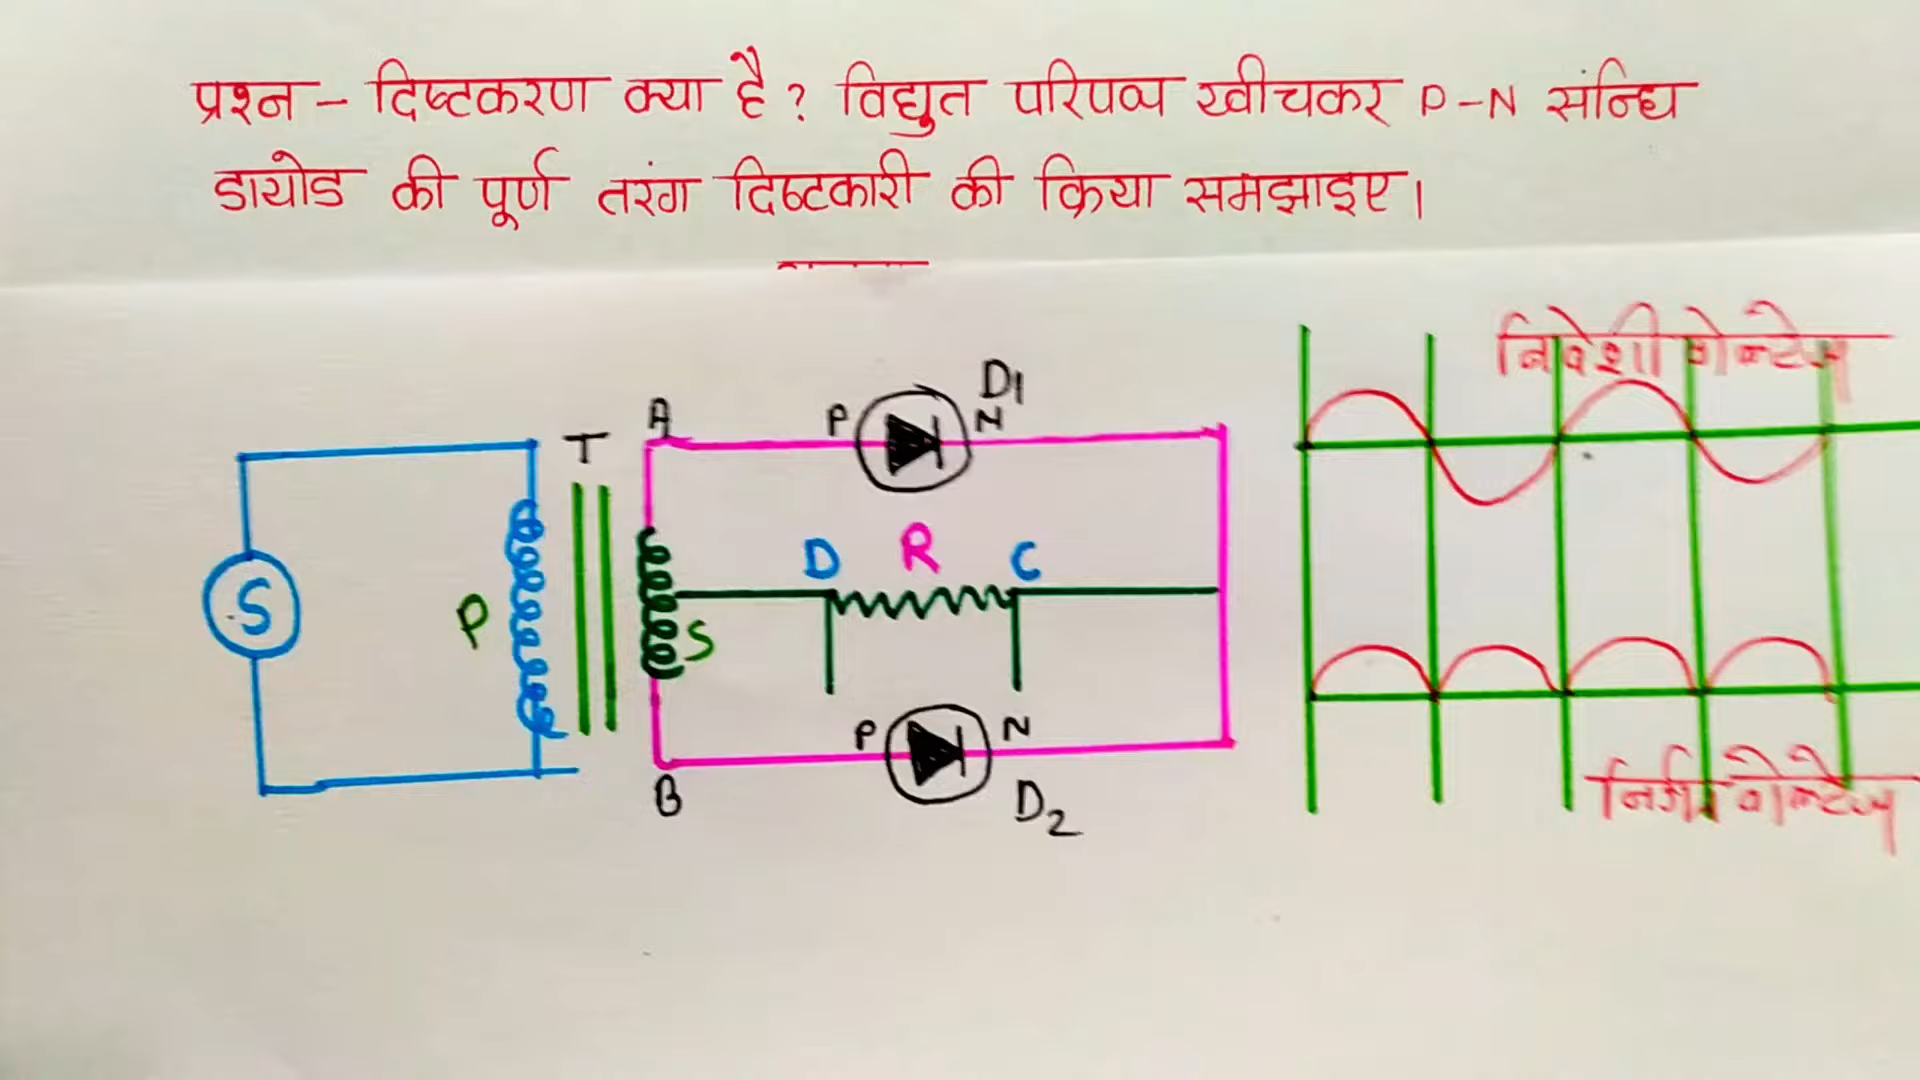 प्रश्न - दिष्टकरण क्या है? विद्युत परिपथ खींचकर P-N संन्धि
डायोड की पूर्ण तरंग दिष्टकारी की क्रिया समझाइए।
निवेशी वोल्टेज
D1
A
P
N
T
D
R
C
S
P
S
P
N
B
D2
निर्गत वोल्टेज